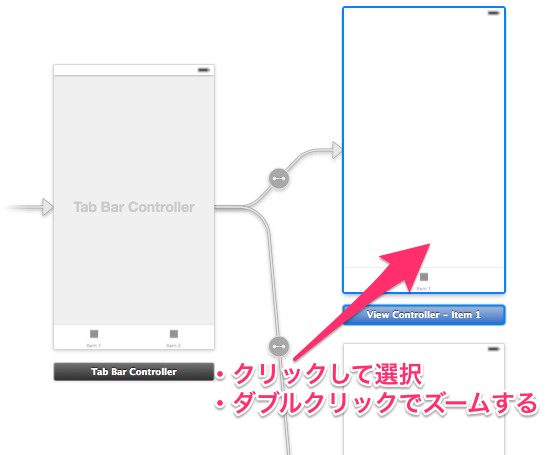 Tab Bar Controller
Item 1
Item 2
Tab Bar Controller
Item 1
View Controller - Item 1
・クリックして選択
・ダブルクリックでズームする